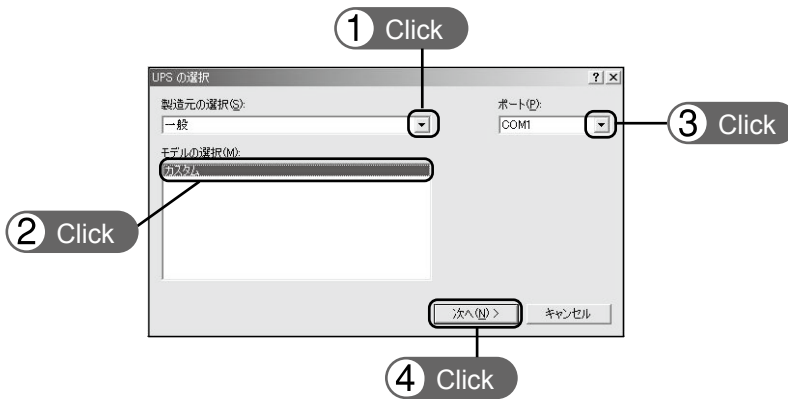 1 Click
UPS の選択
製造元の選択(S):
一般
ポート(P):
COM1
3 Click
モデルの選択(M):
カスタム
2 Click
次へ(N) >
キャンセル
4 Click